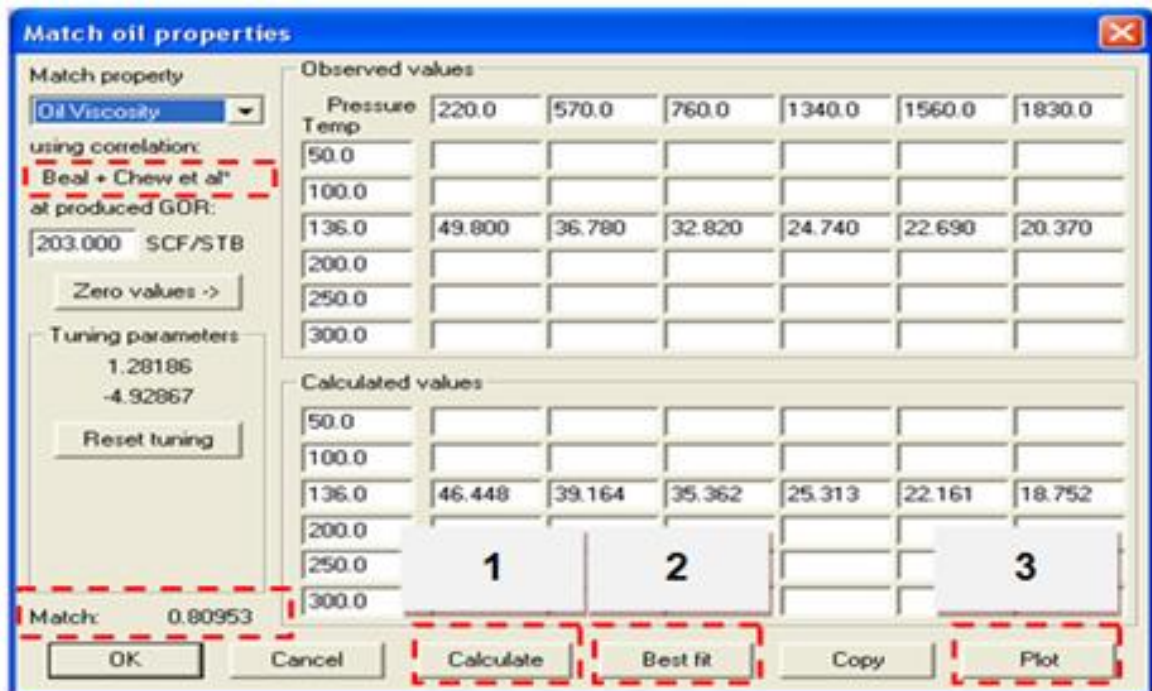 Match oil properties
Match property
Oil Viscosity
using correlation:
Beal + Chew et al*
at produced GOR:
203.000 SCF/STB
Zero values ->
Tuning parameters
1.28186
-4.92867
Reset tuning
Match: 0.80953
Observed values
Pressure 220.0 570.0 760.0 1340.0 1560.0 1830.0
Temp
50.0
100.0
136.0 49.800 36.780 32.820 24.740 22.690 20.370
200.0
250.0
300.0
Calculated values
50.0
100.0
136.0 46.448 39.164 35.362 25.313 22.161 18.752
200.0
250.0
300.0
1 2 3
OK Cancel Calculate Best fit Copy Plot